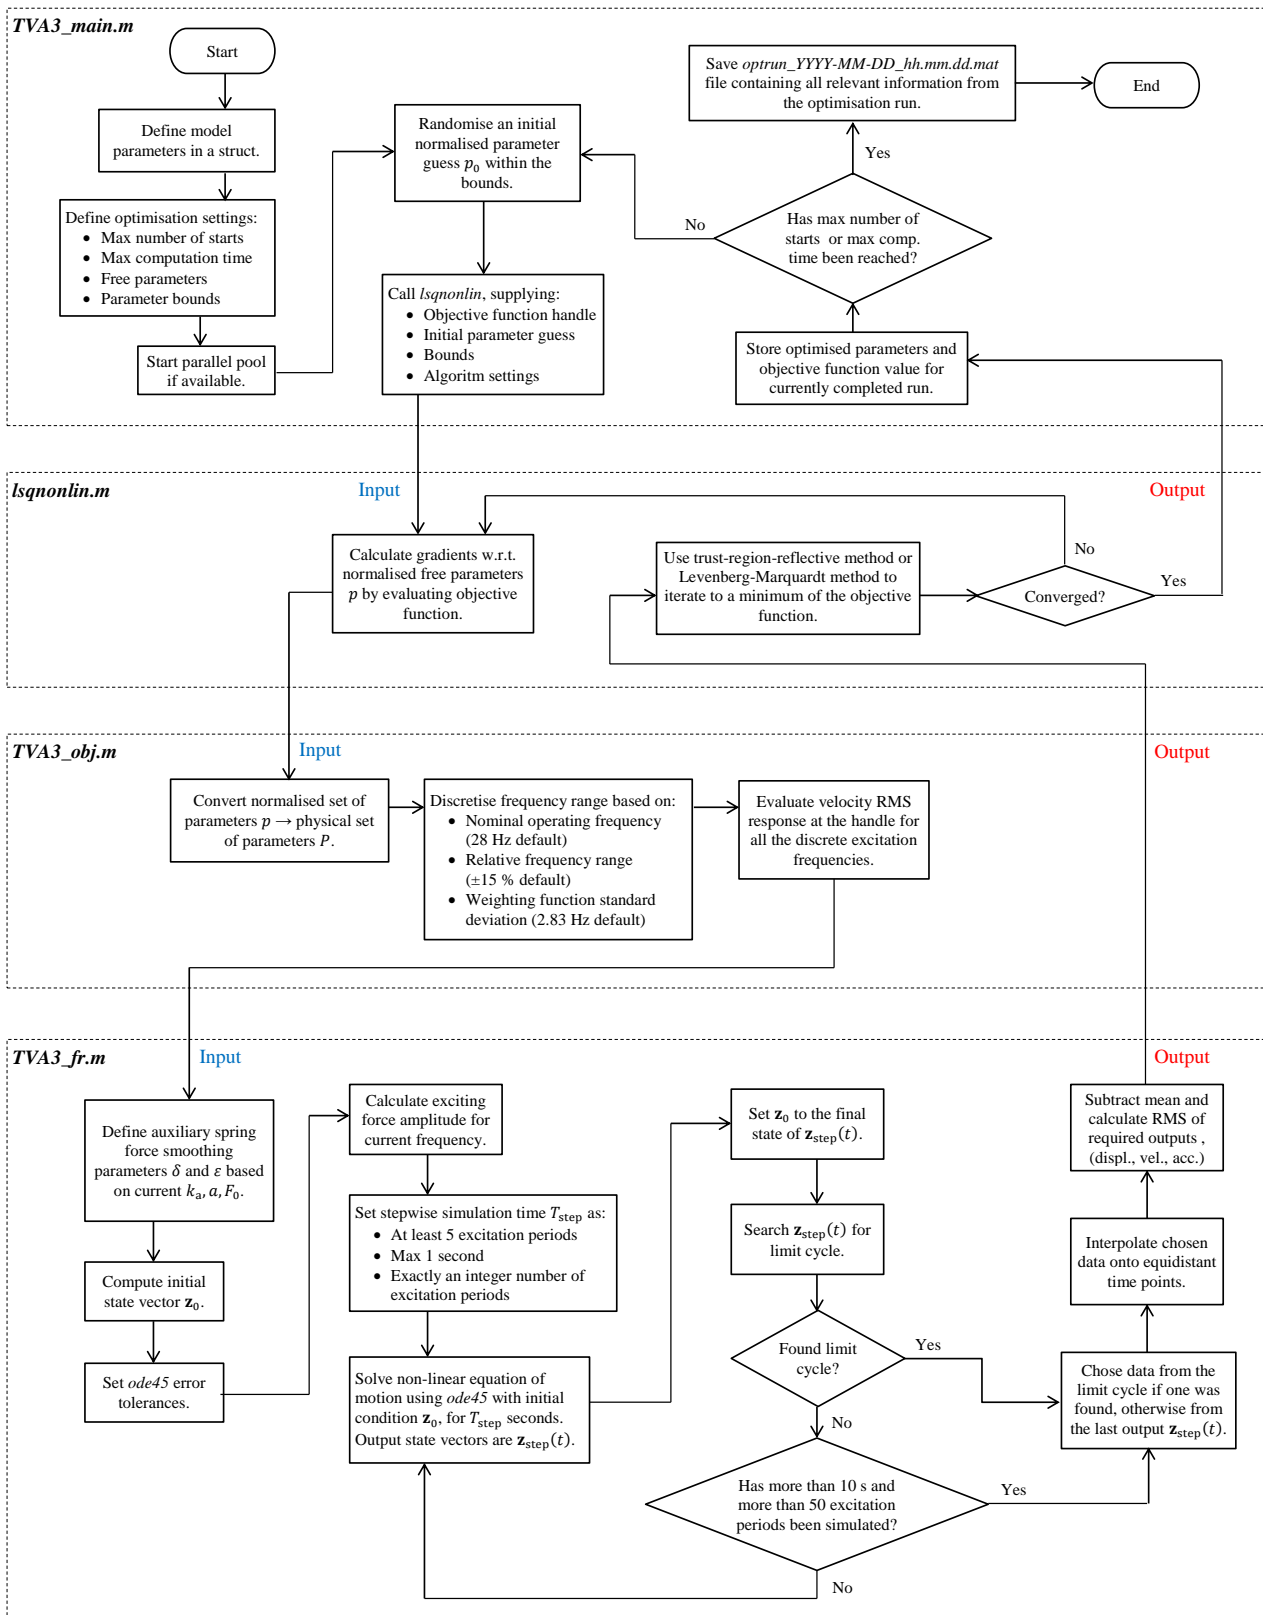 TVA3_main.m
Start
Define model
parameters in a struct.
Define optimisation settings:
• Max number of starts
• Max computation time
• Free parameters
• Parameter bounds
Start parallel pool
if available.
Randomise an initial
normalised parameter
guess p₀ within the
bounds.
Call lsqnonlin, supplying:
• Objective function handle
• Initial parameter guess
• Bounds
• Algoritm settings
Save optrun_YYYY-MM-DD_hh.mm.dd.mat
file containing all relevant information from
the optimisation run.
End
Yes
Has max number of
starts or max comp.
time been reached?
No
Store optimised parameters and
objective function value for
currently completed run.
lsqnonlin.m
Input
Output
Calculate gradients w.r.t.
normalised free parameters
p by evaluating objective
function.
Use trust-region-reflective method or
Levenberg-Marquardt method to
iterate to a minimum of the objective
function.
Converged?
No
Yes
TVA3_obj.m
Input
Output
Convert normalised set of
parameters p → physical set
of parameters P.
Discretise frequency range based on:
• Nominal operating frequency
(28 Hz default)
• Relative frequency range
(±15 % default)
• Weighting function standard
deviation (2.83 Hz default)
Evaluate velocity RMS
response at the handle for
all the discrete excitation
frequencies.
TVA3_fr.m
Input
Output
Define auxiliary spring
force smoothing
parameters δ and ε based
on current kₐ, a, F₀.
Compute initial
state vector z₀.
Set ode45 error
tolerances.
Calculate exciting
force amplitude for
current frequency.
Set stepwise simulation time T_step as:
• At least 5 excitation periods
• Max 1 second
• Exactly an integer number of
excitation periods
Solve non-linear equation of
motion using ode45 with initial
condition z₀, for T_step seconds.
Output state vectors are z_step(t).
Set z₀ to the final
state of z_step(t).
Search z_step(t) for
limit cycle.
Found limit
cycle?
Yes
No
Has more than 10 s and
more than 50 excitation
periods been simulated?
Yes
No
Subtract mean and
calculate RMS of
required outputs ,
(displ., vel., acc.)
Interpolate chosen
data onto equidistant
time points.
Chose data from the
limit cycle if one was
found, otherwise from
the last output z_step(t).